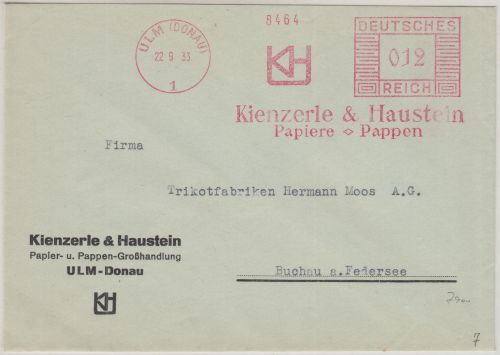 8464
ULM (DONAU)
22 9 33
1
DEUTSCHES
012
REICH
KH
Kienzerle & Haustein
Papiere ◇ Pappen
Firma
Trikotfabriken Hermann Moos A.G.
Kienzerle & Haustein
Papier- u. Pappen-Großhandlung
ULM-Donau
Buchau a.Federsee
KH
7